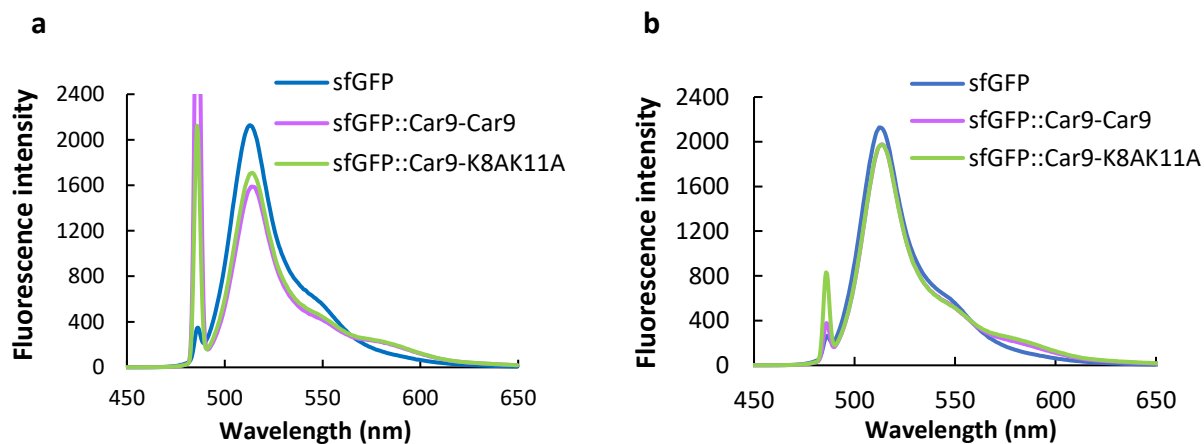 a
sfGFP
sfGFP::Car9-Car9
sfGFP::Car9-K8AK11A
2400
2000
1600
1200
800
400
0
Fluorescence intensity
450 500 550 600 650
Wavelength (nm)
b
sfGFP
sfGFP::Car9-Car9
sfGFP::Car9-K8AK11A
2400
2000
1600
1200
800
400
0
Fluorescence intensity
450 500 550 600 650
Wavelength (nm)